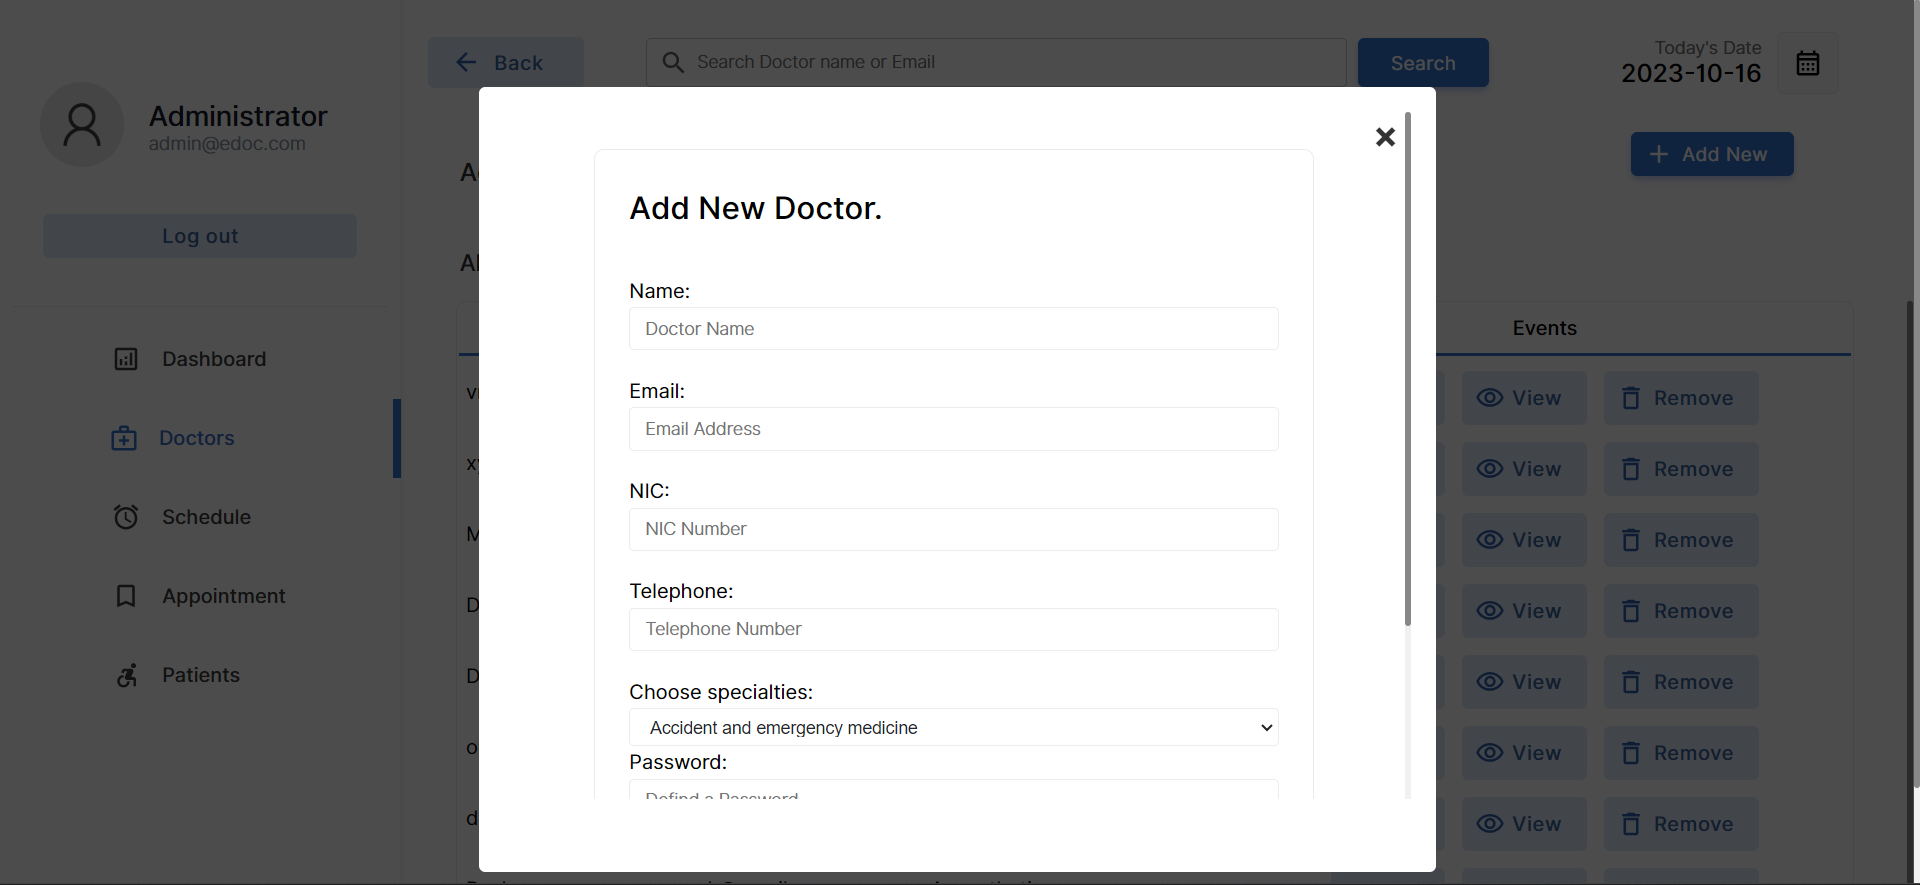 Administrator
admin@edoc.com
Log out
Dashboard
Doctors
Schedule
Appointment
Patients
Back
Search Doctor name or Email
Search
Today's Date
2023-10-16
Add New
Add New Doctor.
Name:
Doctor Name
Email:
Email Address
NIC:
NIC Number
Telephone:
Telephone Number
Choose specialties:
Accident and emergency medicine
Password:
Defind a Password
Events
View Remove
View Remove
View Remove
View Remove
View Remove
View Remove
View Remove